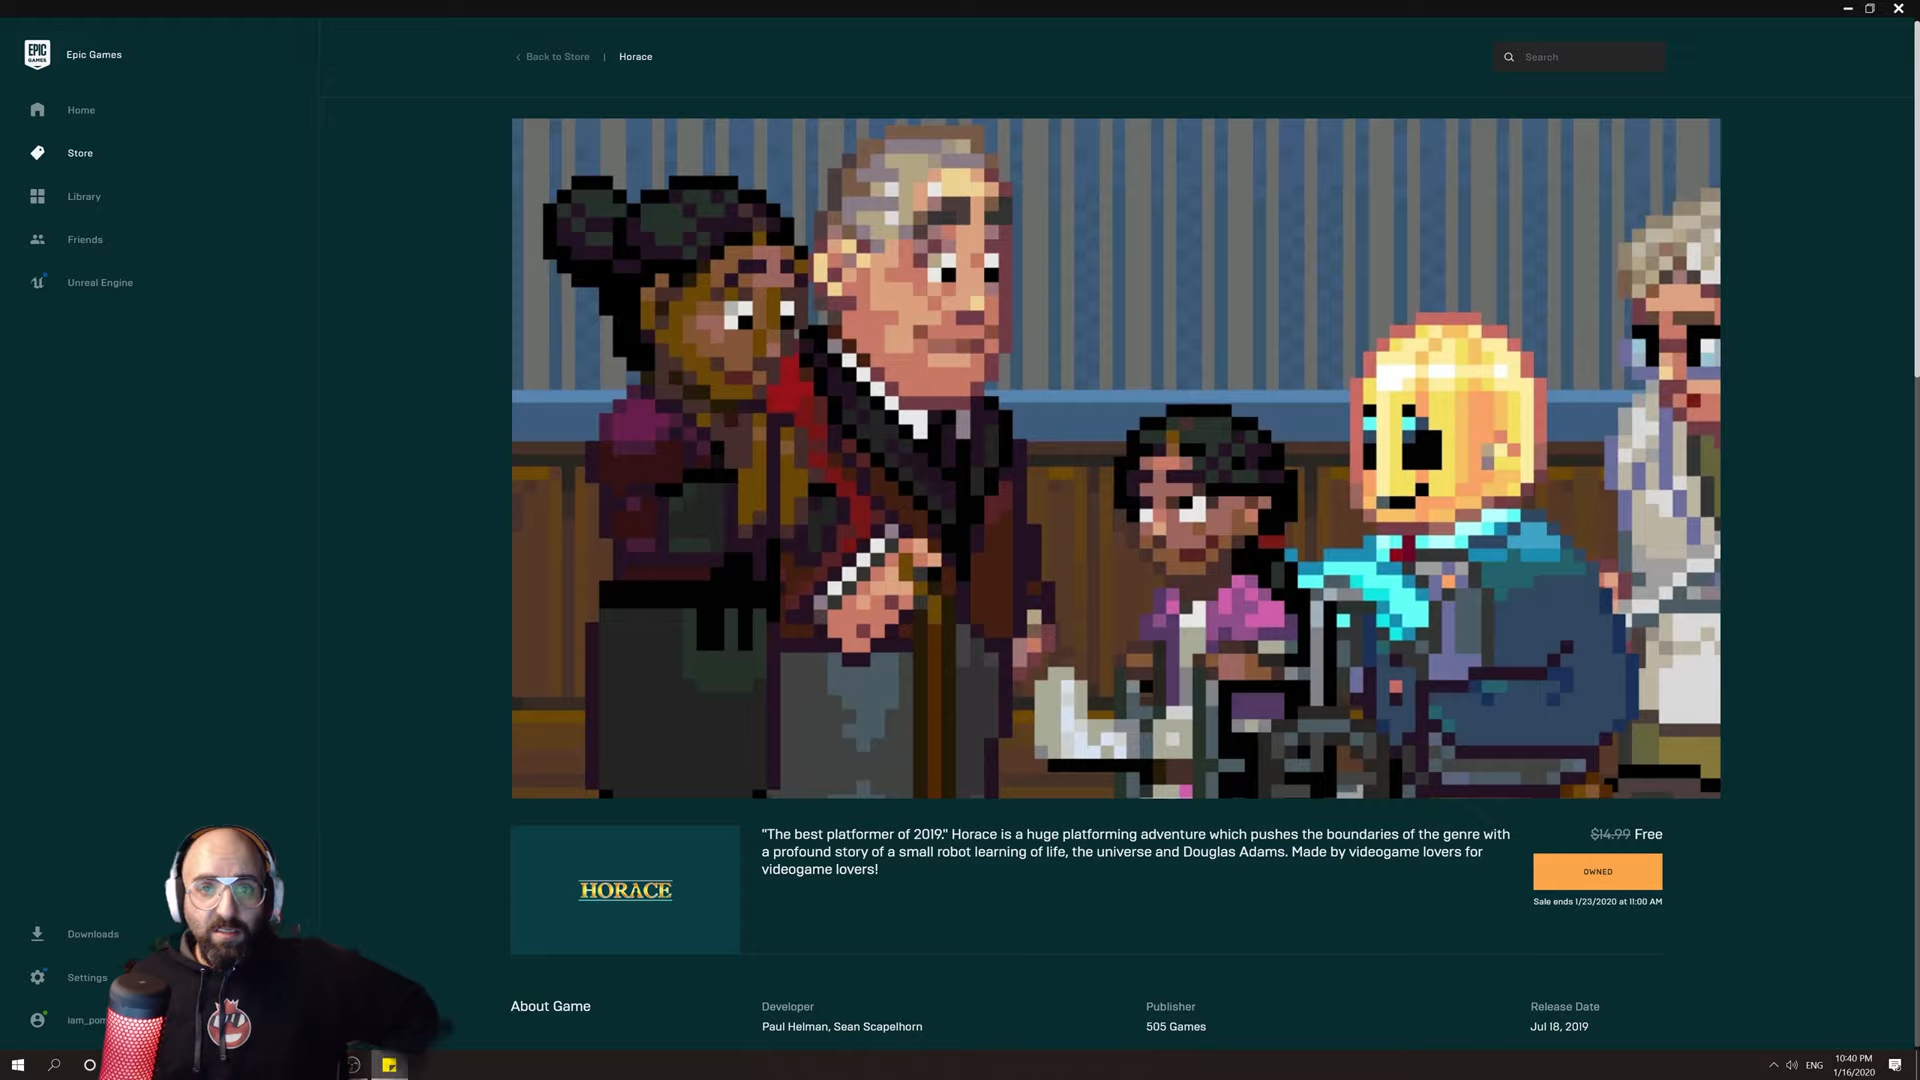 EPIC GAMES
Epic Games
Back to Store | Horace
Search
Home
Store
Library
Friends
Unreal Engine
"The best platformer of 2019." Horace is a huge platforming adventure which pushes the boundaries of the genre with
a profound story of a small robot learning of life, the universe and Douglas Adams. Made by videogame lovers for
videogame lovers!
$14.99 Free
OWNED
Sale ends 1/23/2020 at 11:00 AM
HORACE
Downloads
Settings
iam_pom
About Game
Developer
Paul Helman, Sean Scapelhorn
Publisher
505 Games
Release Date
Jul 18, 2019
ENG
10:40 PM
1/16/2020